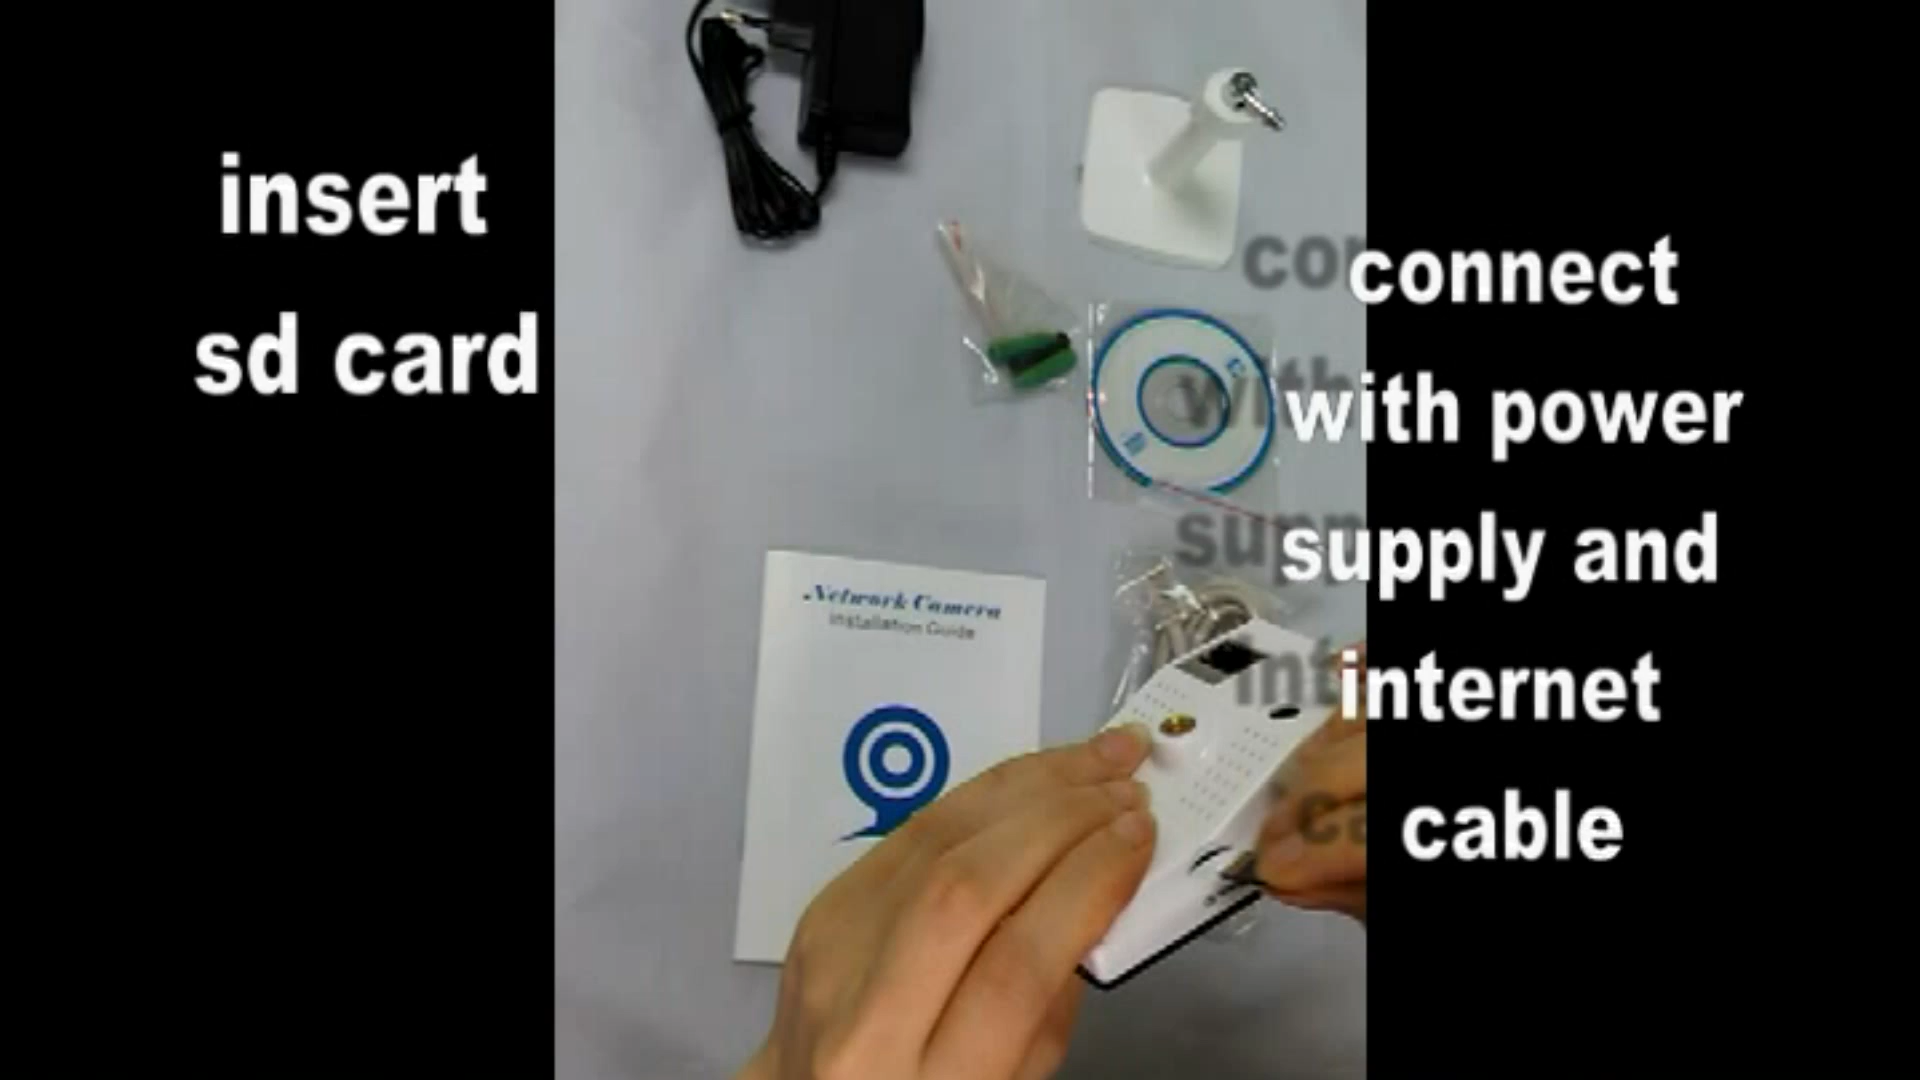 insert
sd card
connect
with power
supply and
internet
cable
Network Camera
Installation Guide